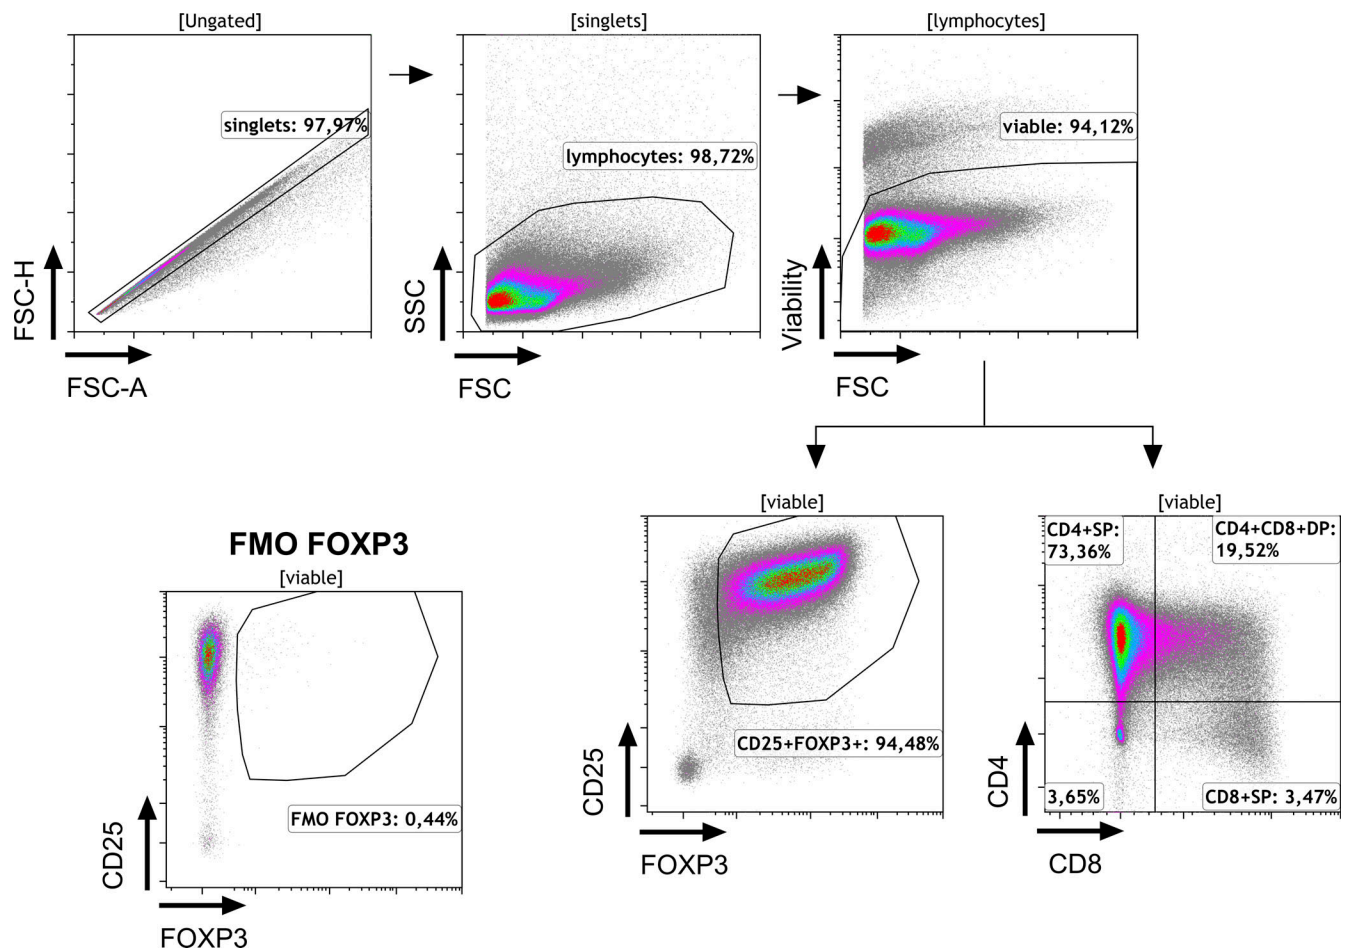 [Ungated]
singlets: 97,97%
FSC-H
FSC-A
[singlets]
lymphocytes: 98,72%
SSC
FSC
[lymphocytes]
viable: 94,12%
Viability
FSC
FMO FOXP3
[viable]
FMO FOXP3: 0,44%
CD25
FOXP3
[viable]
CD25+FOXP3+: 94,48%
CD25
FOXP3
[viable]
CD4+SP:
73,36%
CD4+CD8+DP:
19,52%
3,65%
CD8+SP: 3,47%
CD4
CD8